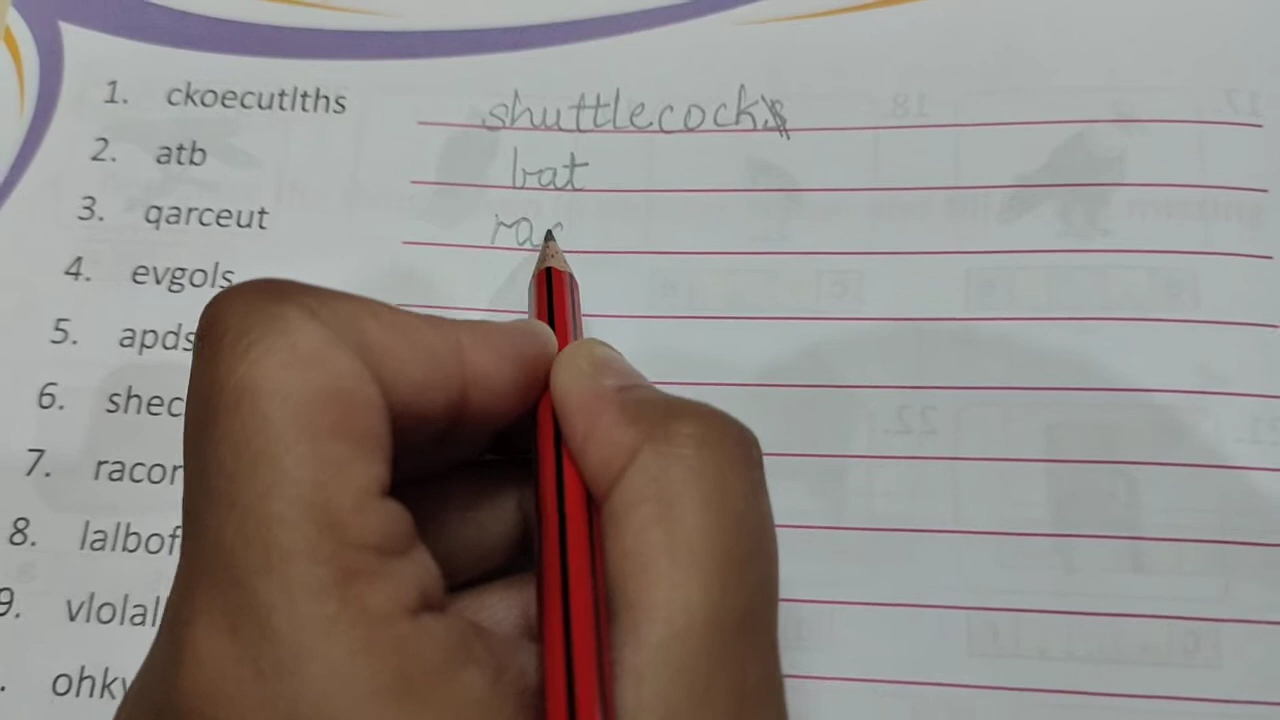 1. ckoecutlths shuttlecock
2. atb bat
3. qarceut rac
4. evgols
5. apds
6. shec
7. racor
8. lalbof
9. vlolal
. ohky